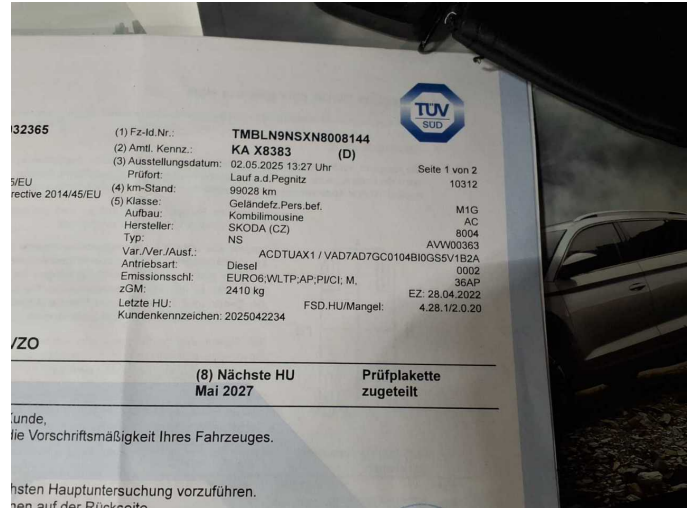 TÜV
SÜD
32365
(1) Fz-Id.Nr.: TMBLN9NSXN8008144
(2) Amtl. Kennz.: KA X8383 (D)
(3) Ausstellungsdatum: 02.05.2025 13:27 Uhr Seite 1 von 2
Prüfort: Lauf a.d.Pegnitz 10312
5/EU
(4) km-Stand: 99028 km
rective 2014/45/EU
(5) Klasse: Geländefz.Pers.bef. M1G
Aufbau: Kombilimousine AC
Hersteller: SKODA (CZ) 8004
Typ: NS AVW00363
Var./Ver./Ausf.: ACDTUAX1 / VAD7AD7GC0104BI0GS5V1B2A
Antriebsart: Diesel 0002
Emissionsschl: EURO6;WLTP;AP;PI/CI; M, 36AP
zGM: 2410 kg EZ: 28.04.2022
Letzte HU: FSD.HU/Mangel: 4.28.1/2.0.20
Kundenkennzeichen: 2025042234
/ZO
(8) Nächste HU Prüfplakette
Mai 2027 zugeteilt
Kunde,
die Vorschriftsmäßigkeit Ihres Fahrzeuges.
hsten Hauptuntersuchung vorzuführen.
nen auf der Rückseite